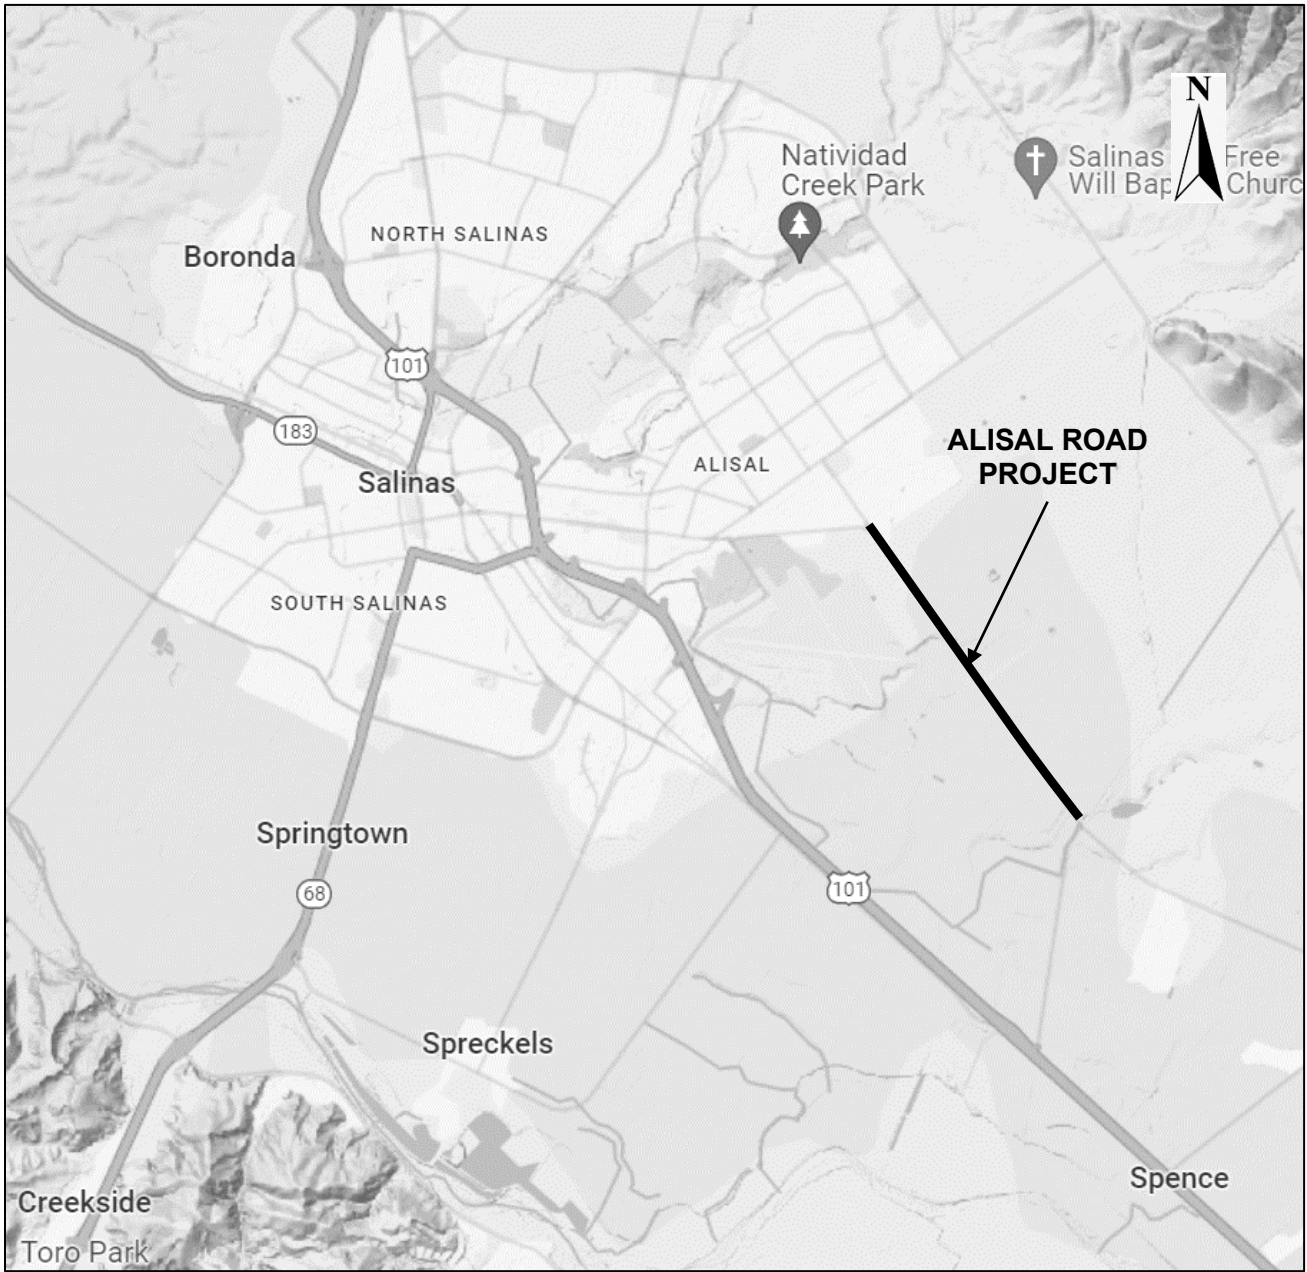 N
Natividad
Creek Park
Salinas Free
Will Bap Churc
NORTH SALINAS
Boronda
101
183
ALISAL ROAD
PROJECT
ALISAL
Salinas
SOUTH SALINAS
Springtown
68
101
Spreckels
Spence
Creekside
Toro Park